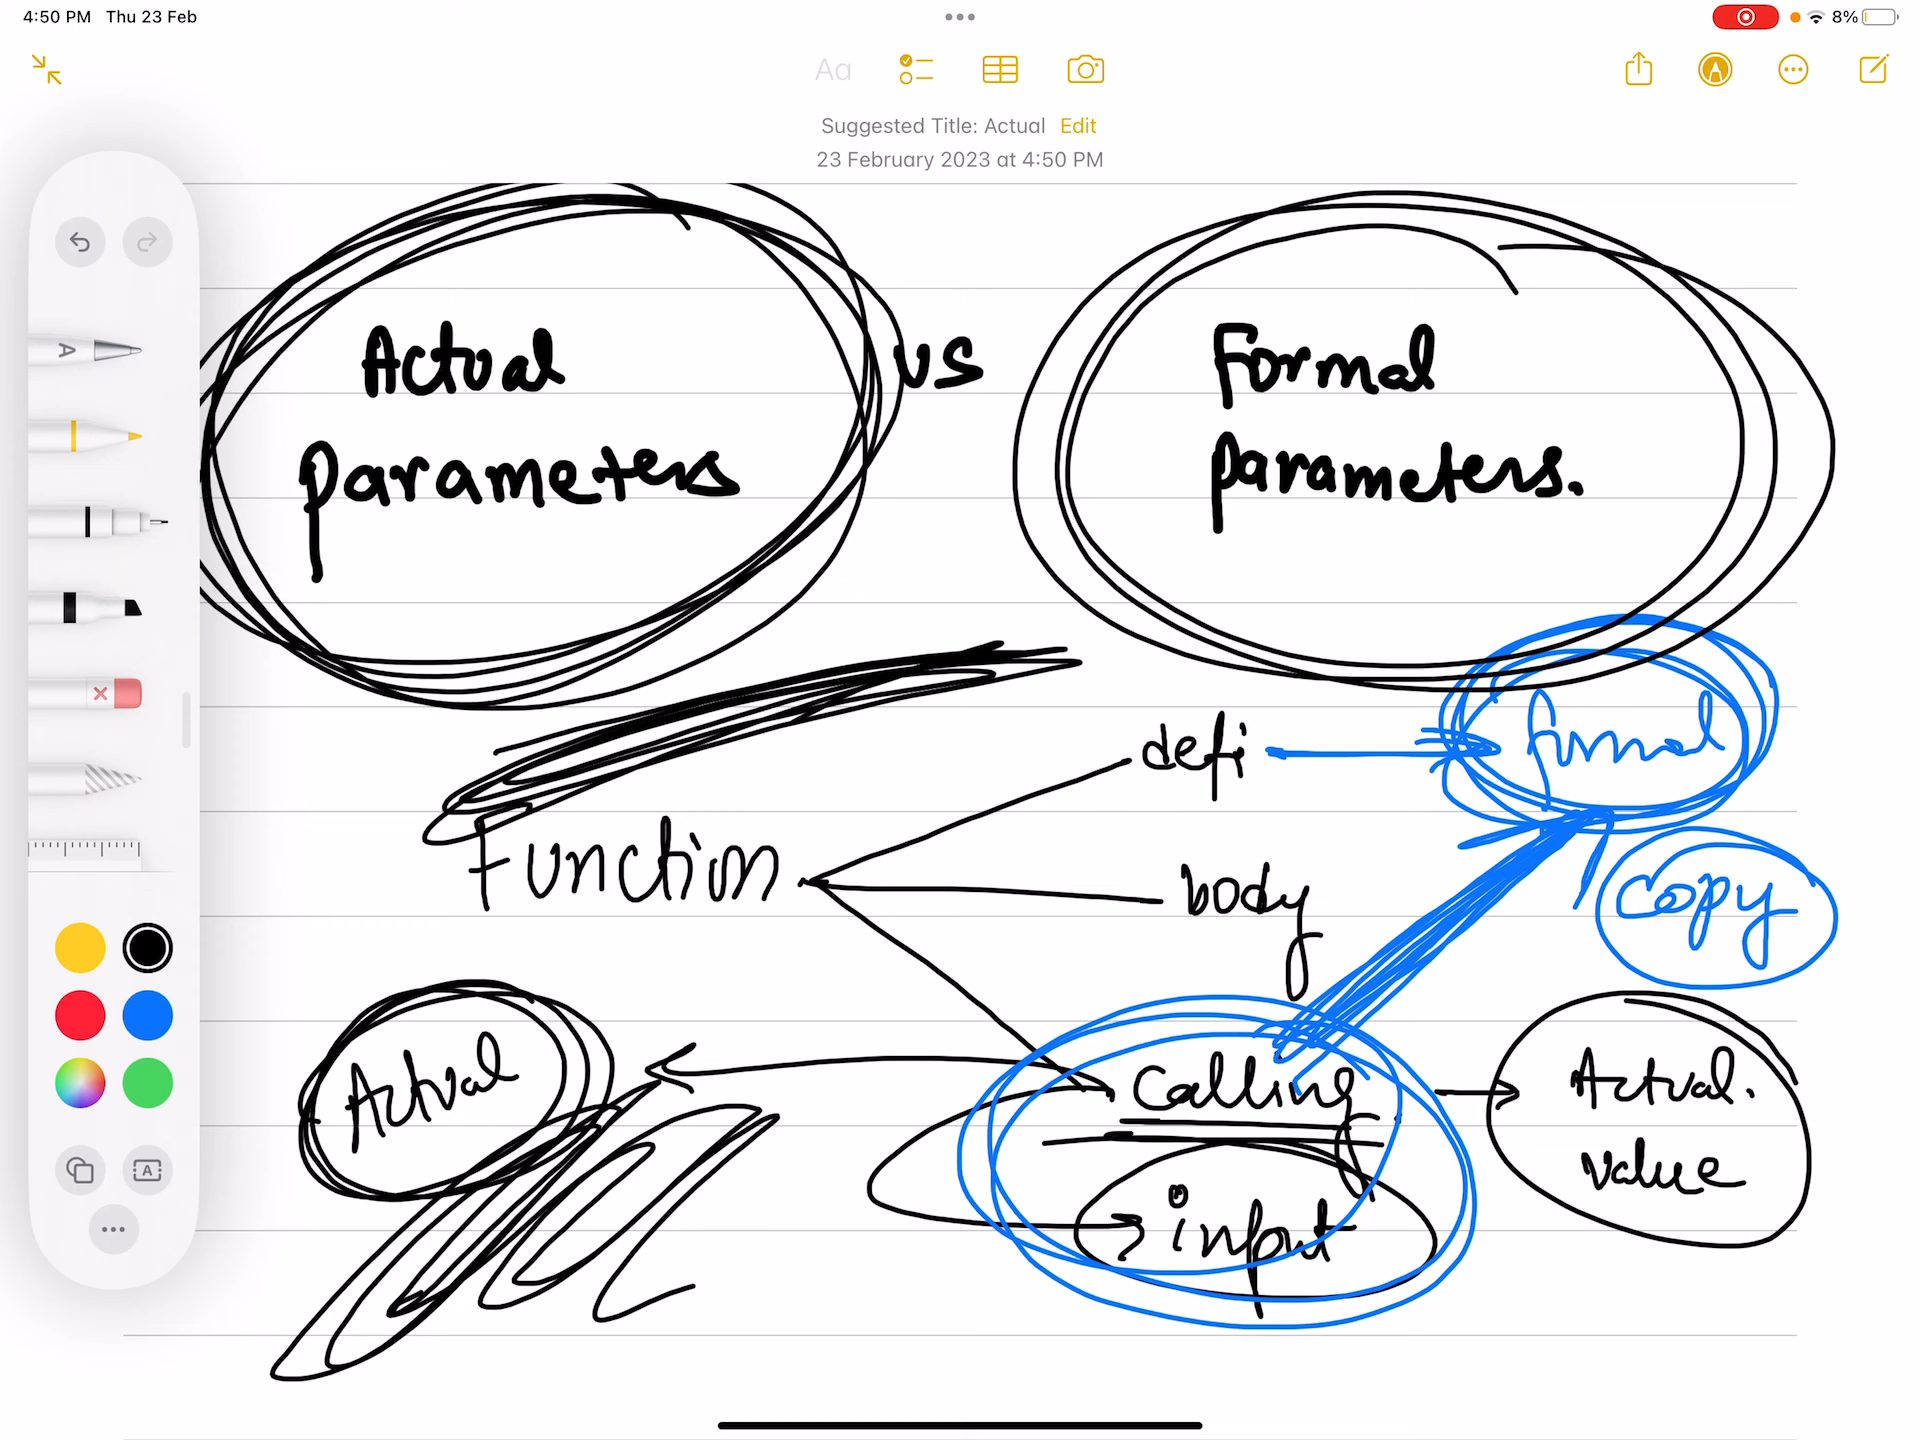 4:50 PM Thu 23 Feb
8%
Aa
Suggested Title: Actual Edit
23 February 2023 at 4:50 PM
A
Actual vs Formal
parameters parameters.
defi formal
Function
body copy
Actual calling Actual.
value
input
A